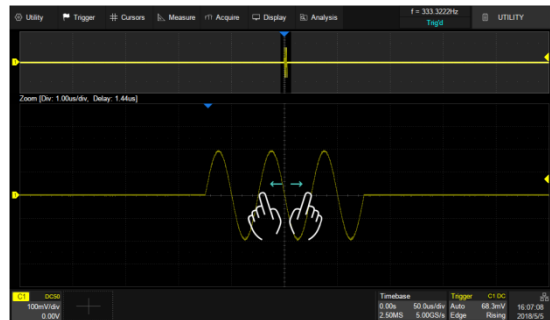 Utility Trigger Cursors Measure Acquire Display Analysis f = 333.3222Hz Trig'd UTILITY
Zoom [Div: 1.00us/div, Delay: 1.44us]
C1 DC50 Timebase Trigger C1 DC
100mV/div 0.00s 50.0us/div Auto 68.3mV 16:07:08
0.00V 2.50MS 5.00GS/s Edge Rising 2018/5/5